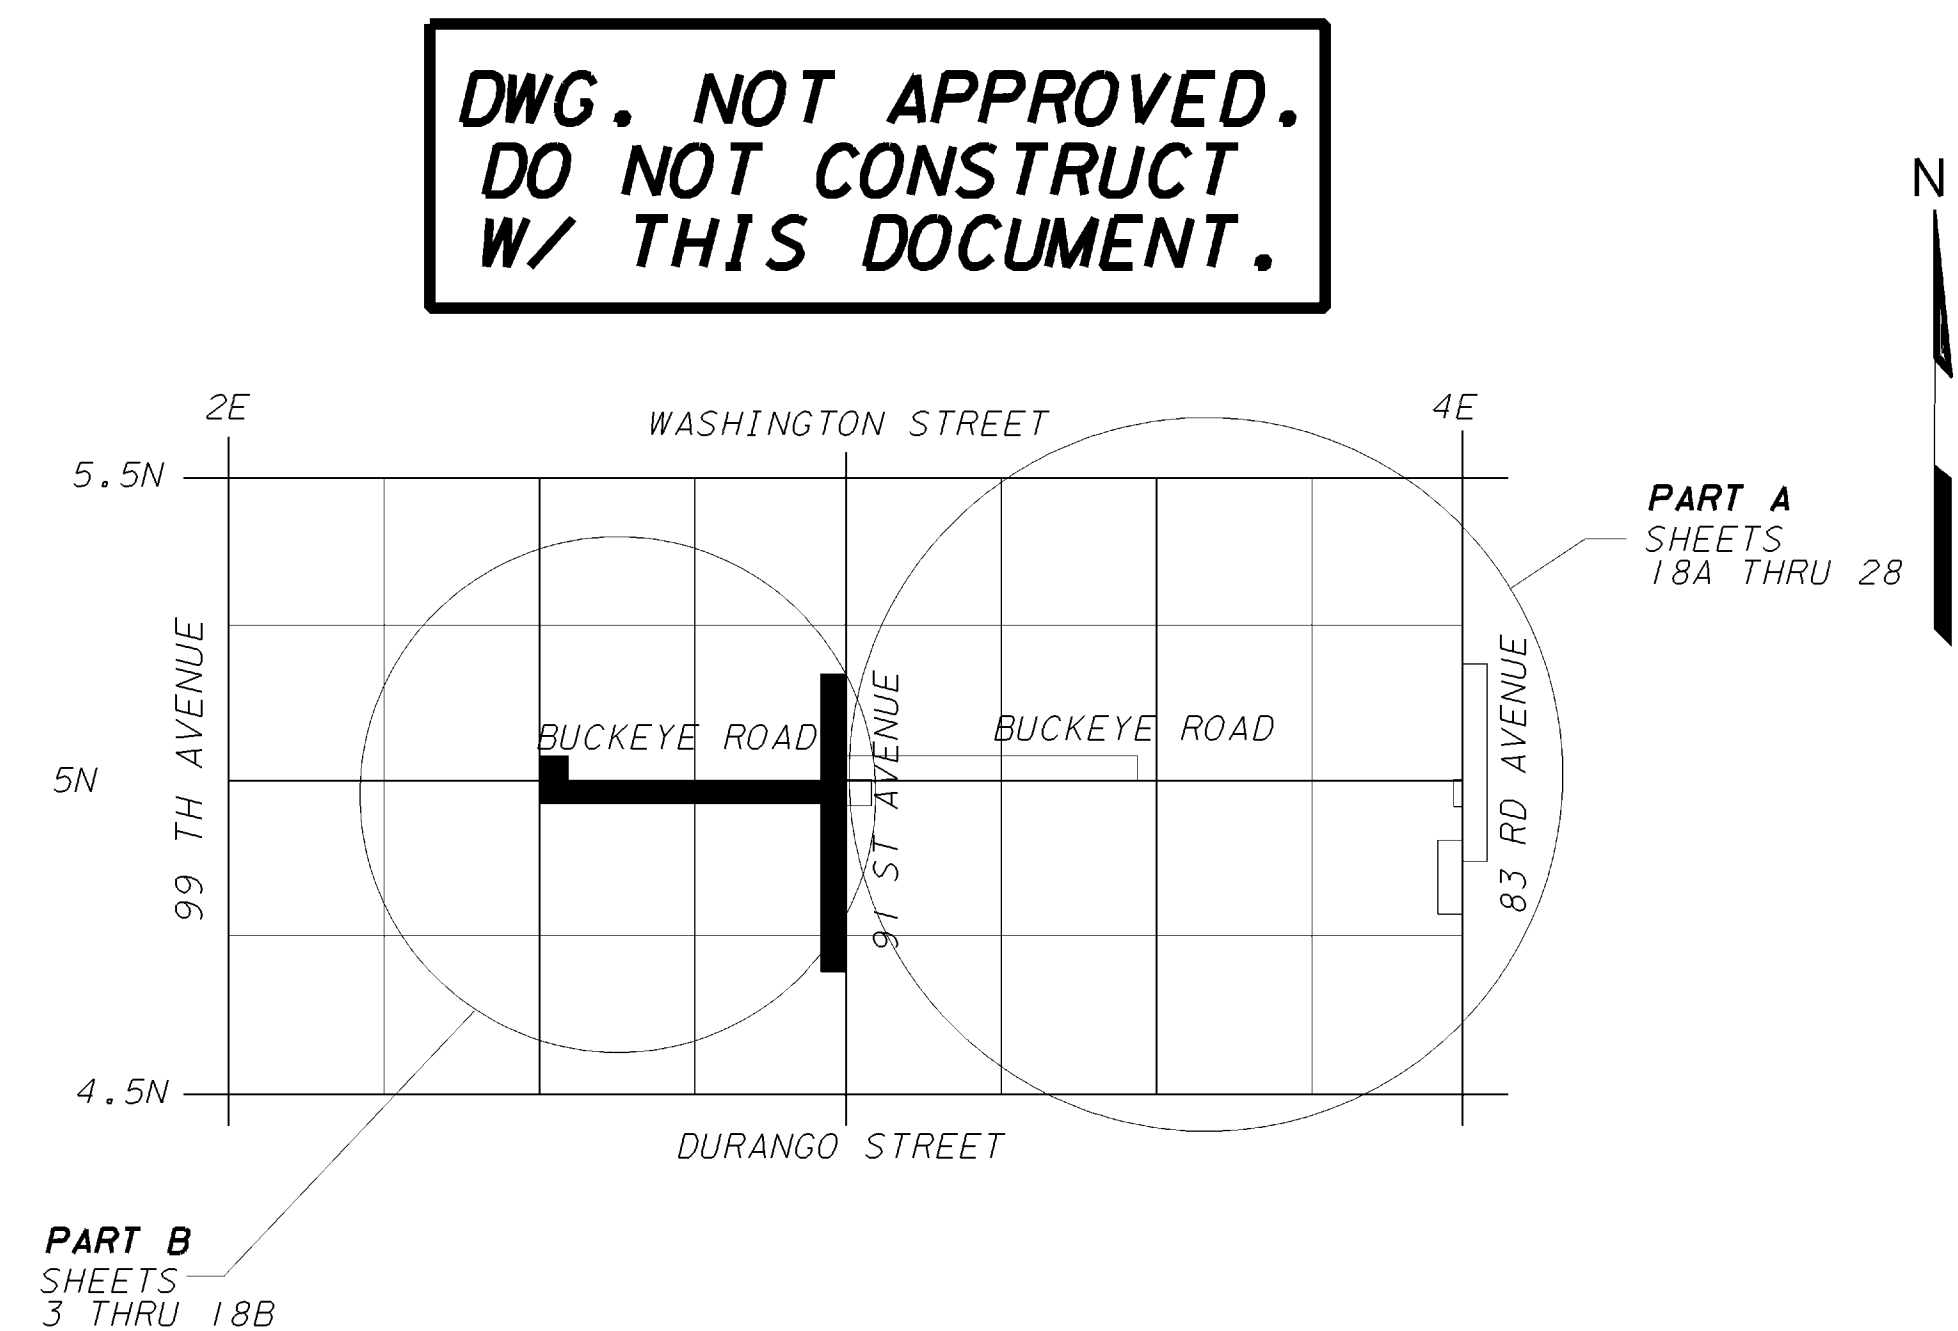 DWG. NOT APPROVED.
DO NOT CONSTRUCT
W/ THIS DOCUMENT.
N
2E
WASHINGTON STREET
4E
5.5N
PART A
SHEETS
18A THRU 28
99 TH AVENUE
BUCKEYE ROAD
91 ST AVENUE
BUCKEYE ROAD
83 RD AVENUE
5N
4.5N
DURANGO STREET
PART B
SHEETS
3 THRU 18B